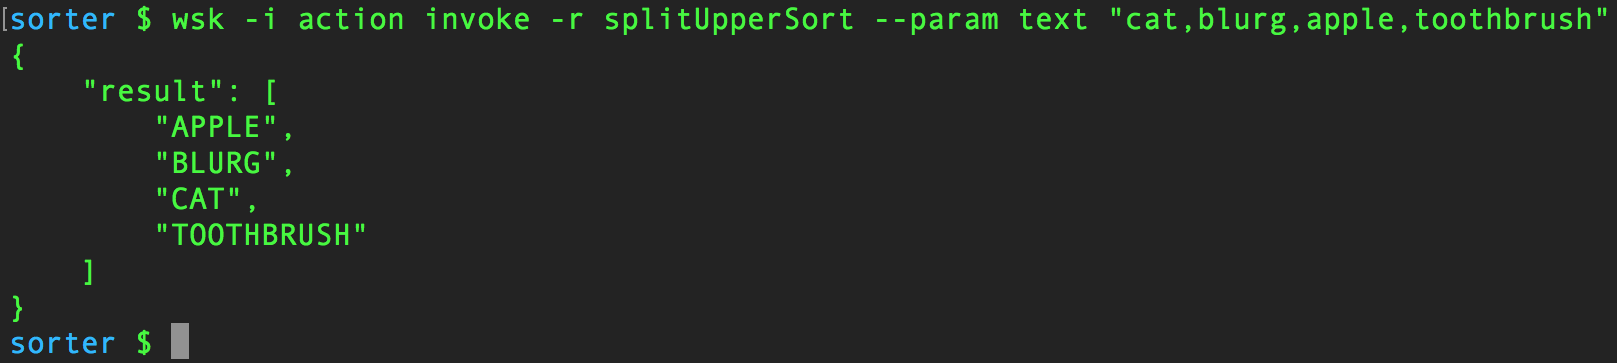 [sorter $ wsk -i action invoke -r splitUpperSort --param text "cat,blurg,apple,toothbrush"
{
    "result": [
        "APPLE",
        "BLURG",
        "CAT",
        "TOOTHBRUSH"
    ]
}
sorter $